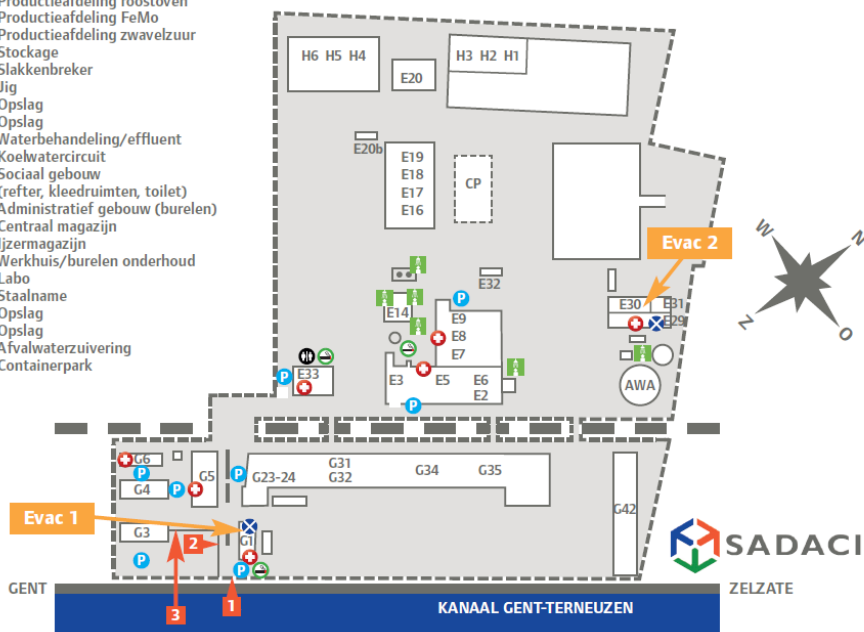 Productieafdeling roostoven
Productieafdeling FeMo
Productieafdeling zwavelzuur
Stockage
Slakkenbreker
Jig
Opslag
Opslag
Waterbehandeling/effluent
Koelwatercircuit
Sociaal gebouw
(refter, kleedruimten, toilet)
Administratief gebouw (burelen)
Centraal magazijn
Ijzermagazijn
Werkhuis/burelen onderhoud
Labo
Staalname
Opslag
Opslag
Afvalwaterzuivering
Containerpark
H6 H5 H4
E20
H3 H2 H1
E20b
E19
E18
E17
E16
CP
W
N
Z
O
Evac 2
E32
E30
E31
E29
E14
P
E9
E8
E7
P
E33
E3
E5
E6
E2
P
AWA
G6
P
G4
P
G5
P
G23-24
G31
G32
G34
G35
G42
Evac 1
G3
2
G1
P
P
3
1
SADACI
GENT
ZELZATE
KANAAL GENT-TERNEUZEN